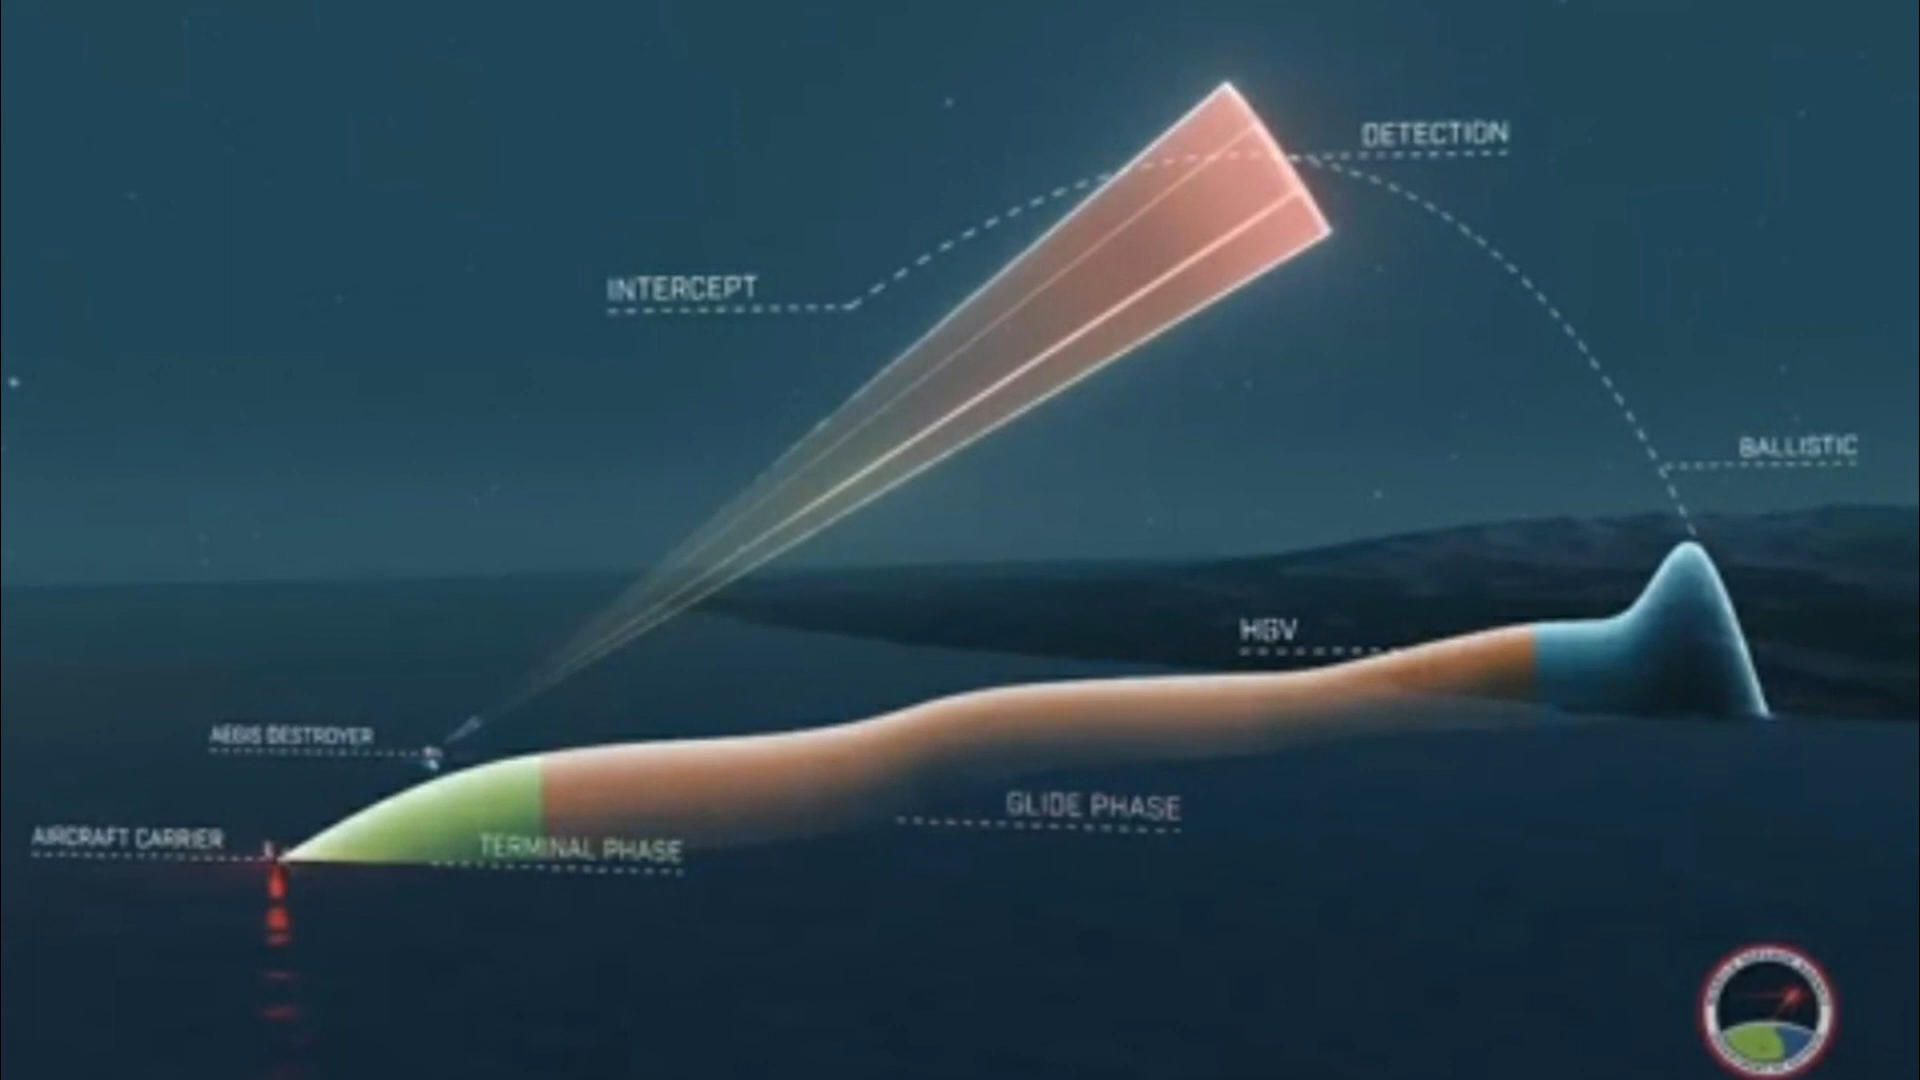 DETECTION
INTERCEPT
BALLISTIC
HGV
AEGIS DESTROYER
GLIDE PHASE
AIRCRAFT CARRIER
TERMINAL PHASE